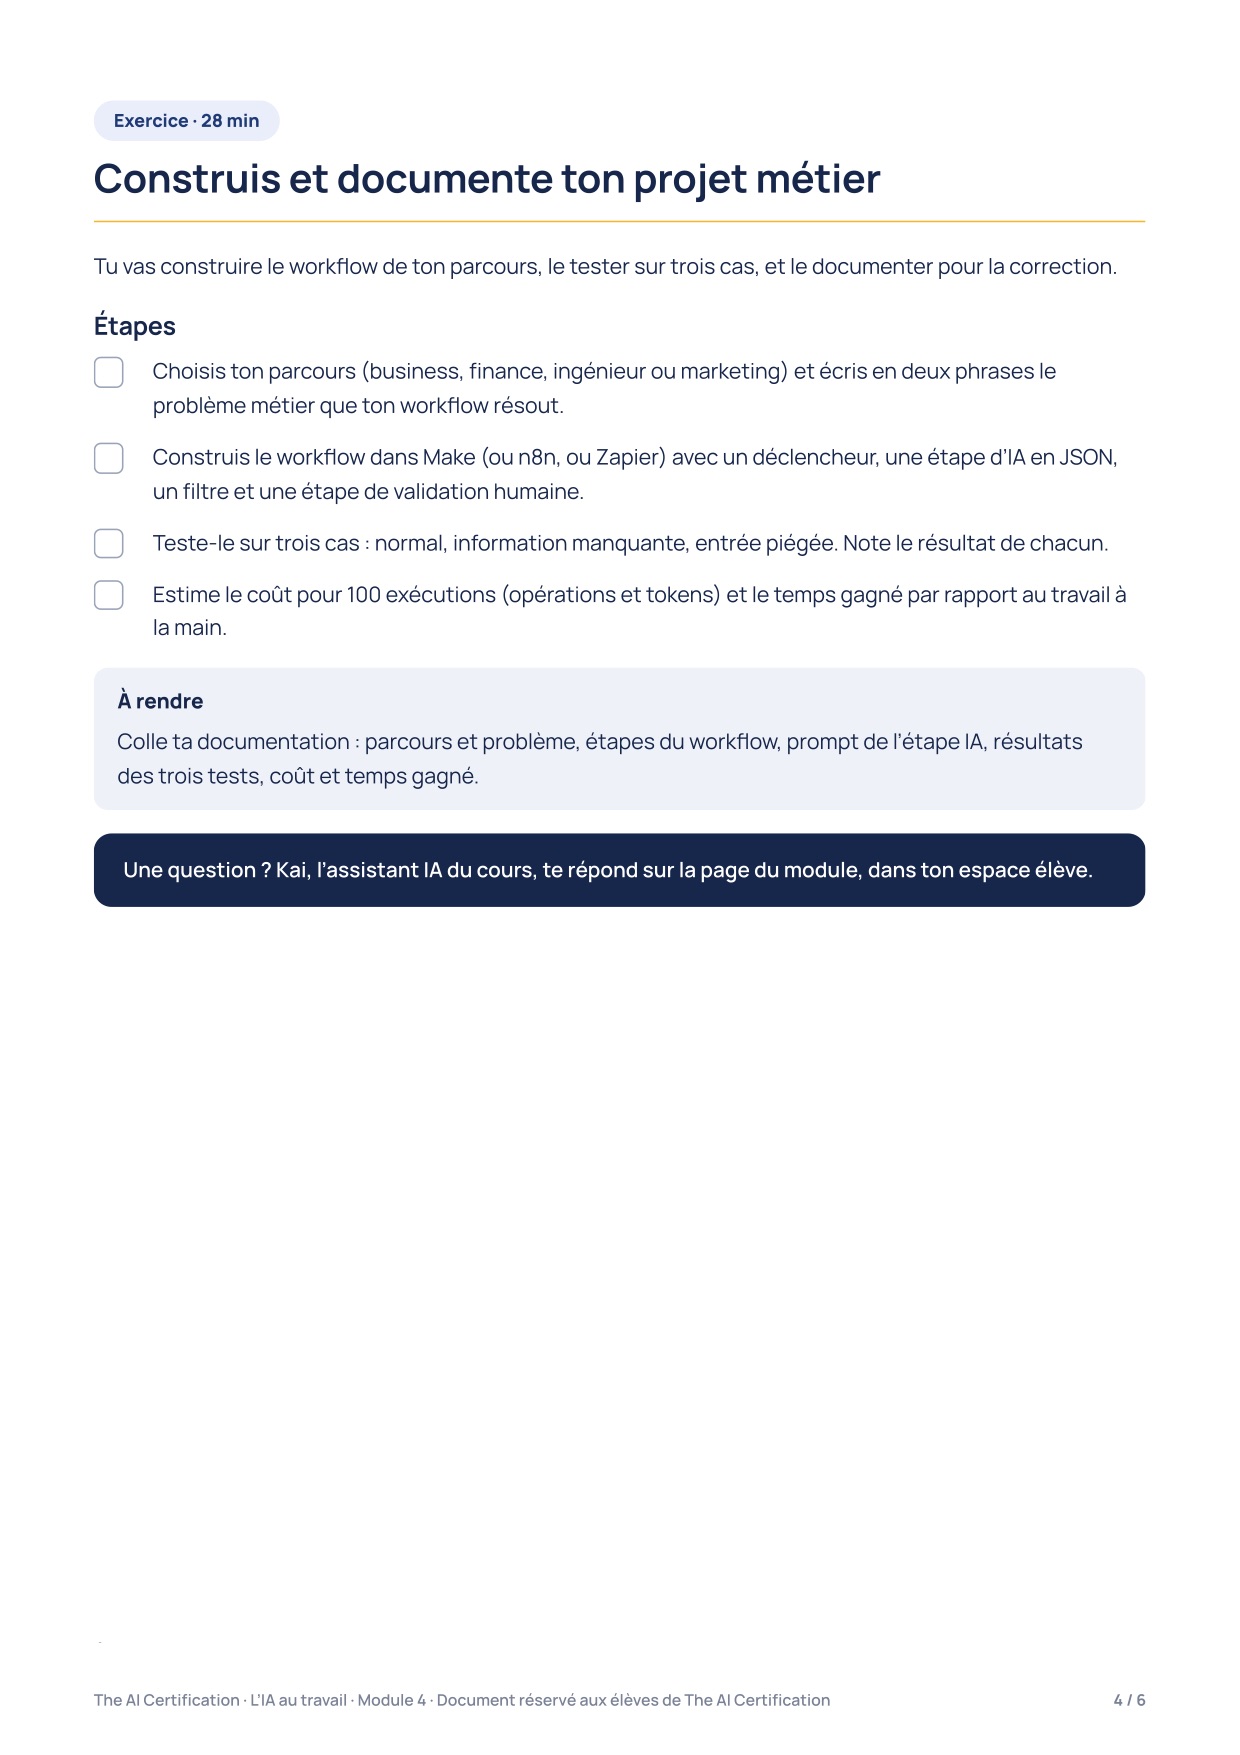 Exercice · 28 min
Construis et documente ton projet métier
Tu vas construire le workflow de ton parcours, le tester sur trois cas, et le documenter pour la correction.
Étapes
Choisis ton parcours (business, finance, ingénieur ou marketing) et écris en deux phrases le
problème métier que ton workflow résout.
Construis le workflow dans Make (ou n8n, ou Zapier) avec un déclencheur, une étape d’IA en JSON,
un filtre et une étape de validation humaine.
Teste-le sur trois cas : normal, information manquante, entrée piégée. Note le résultat de chacun.
Estime le coût pour 100 exécutions (opérations et tokens) et le temps gagné par rapport au travail à
la main.
À rendre
Colle ta documentation : parcours et problème, étapes du workflow, prompt de l’étape IA, résultats
des trois tests, coût et temps gagné.
Une question ? Kai, l’assistant IA du cours, te répond sur la page du module, dans ton espace élève.
The AI Certification · L’IA au travail · Module 4 · Document réservé aux élèves de The AI Certification
4 / 6